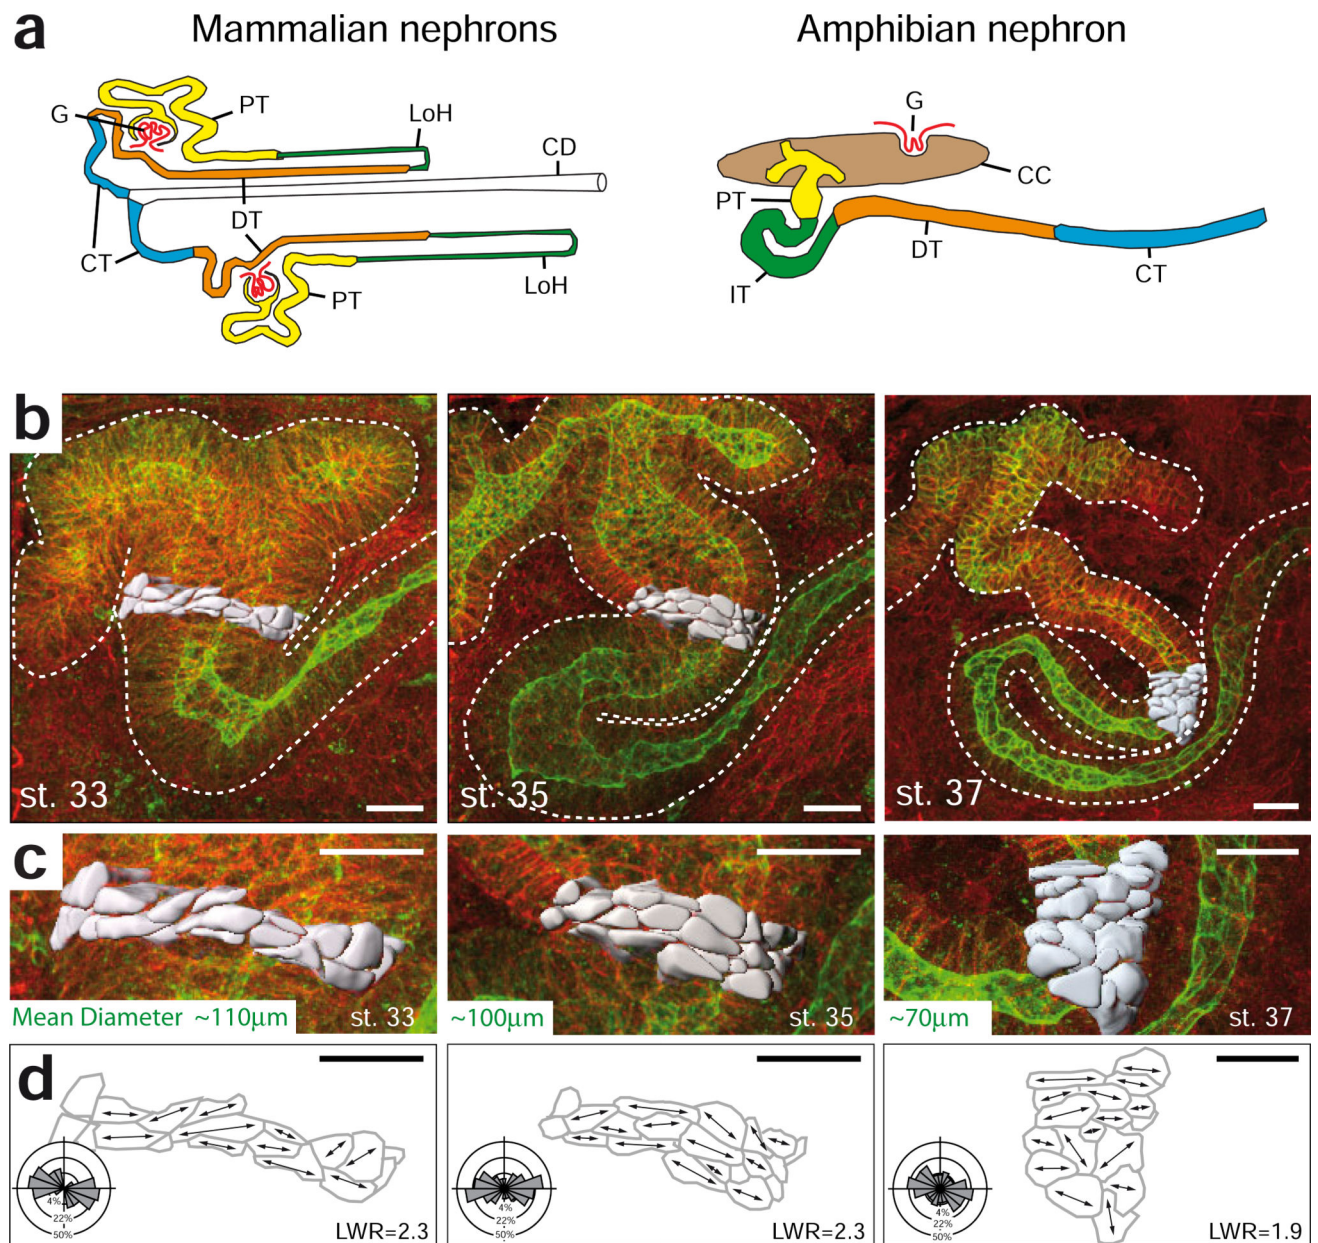 a
Mammalian nephrons
Amphibian nephron
G
PT
LoH
CD
DT
CT
LoH
PT
G
CC
PT
DT
CT
IT
b
st. 33
st. 35
st. 37
c
Mean Diameter ~110µm
st. 33
~100µm
st. 35
~70µm
st. 37
d
4%
22%
50%
LWR=2.3
4%
22%
50%
LWR=2.3
4%
22%
50%
LWR=1.9